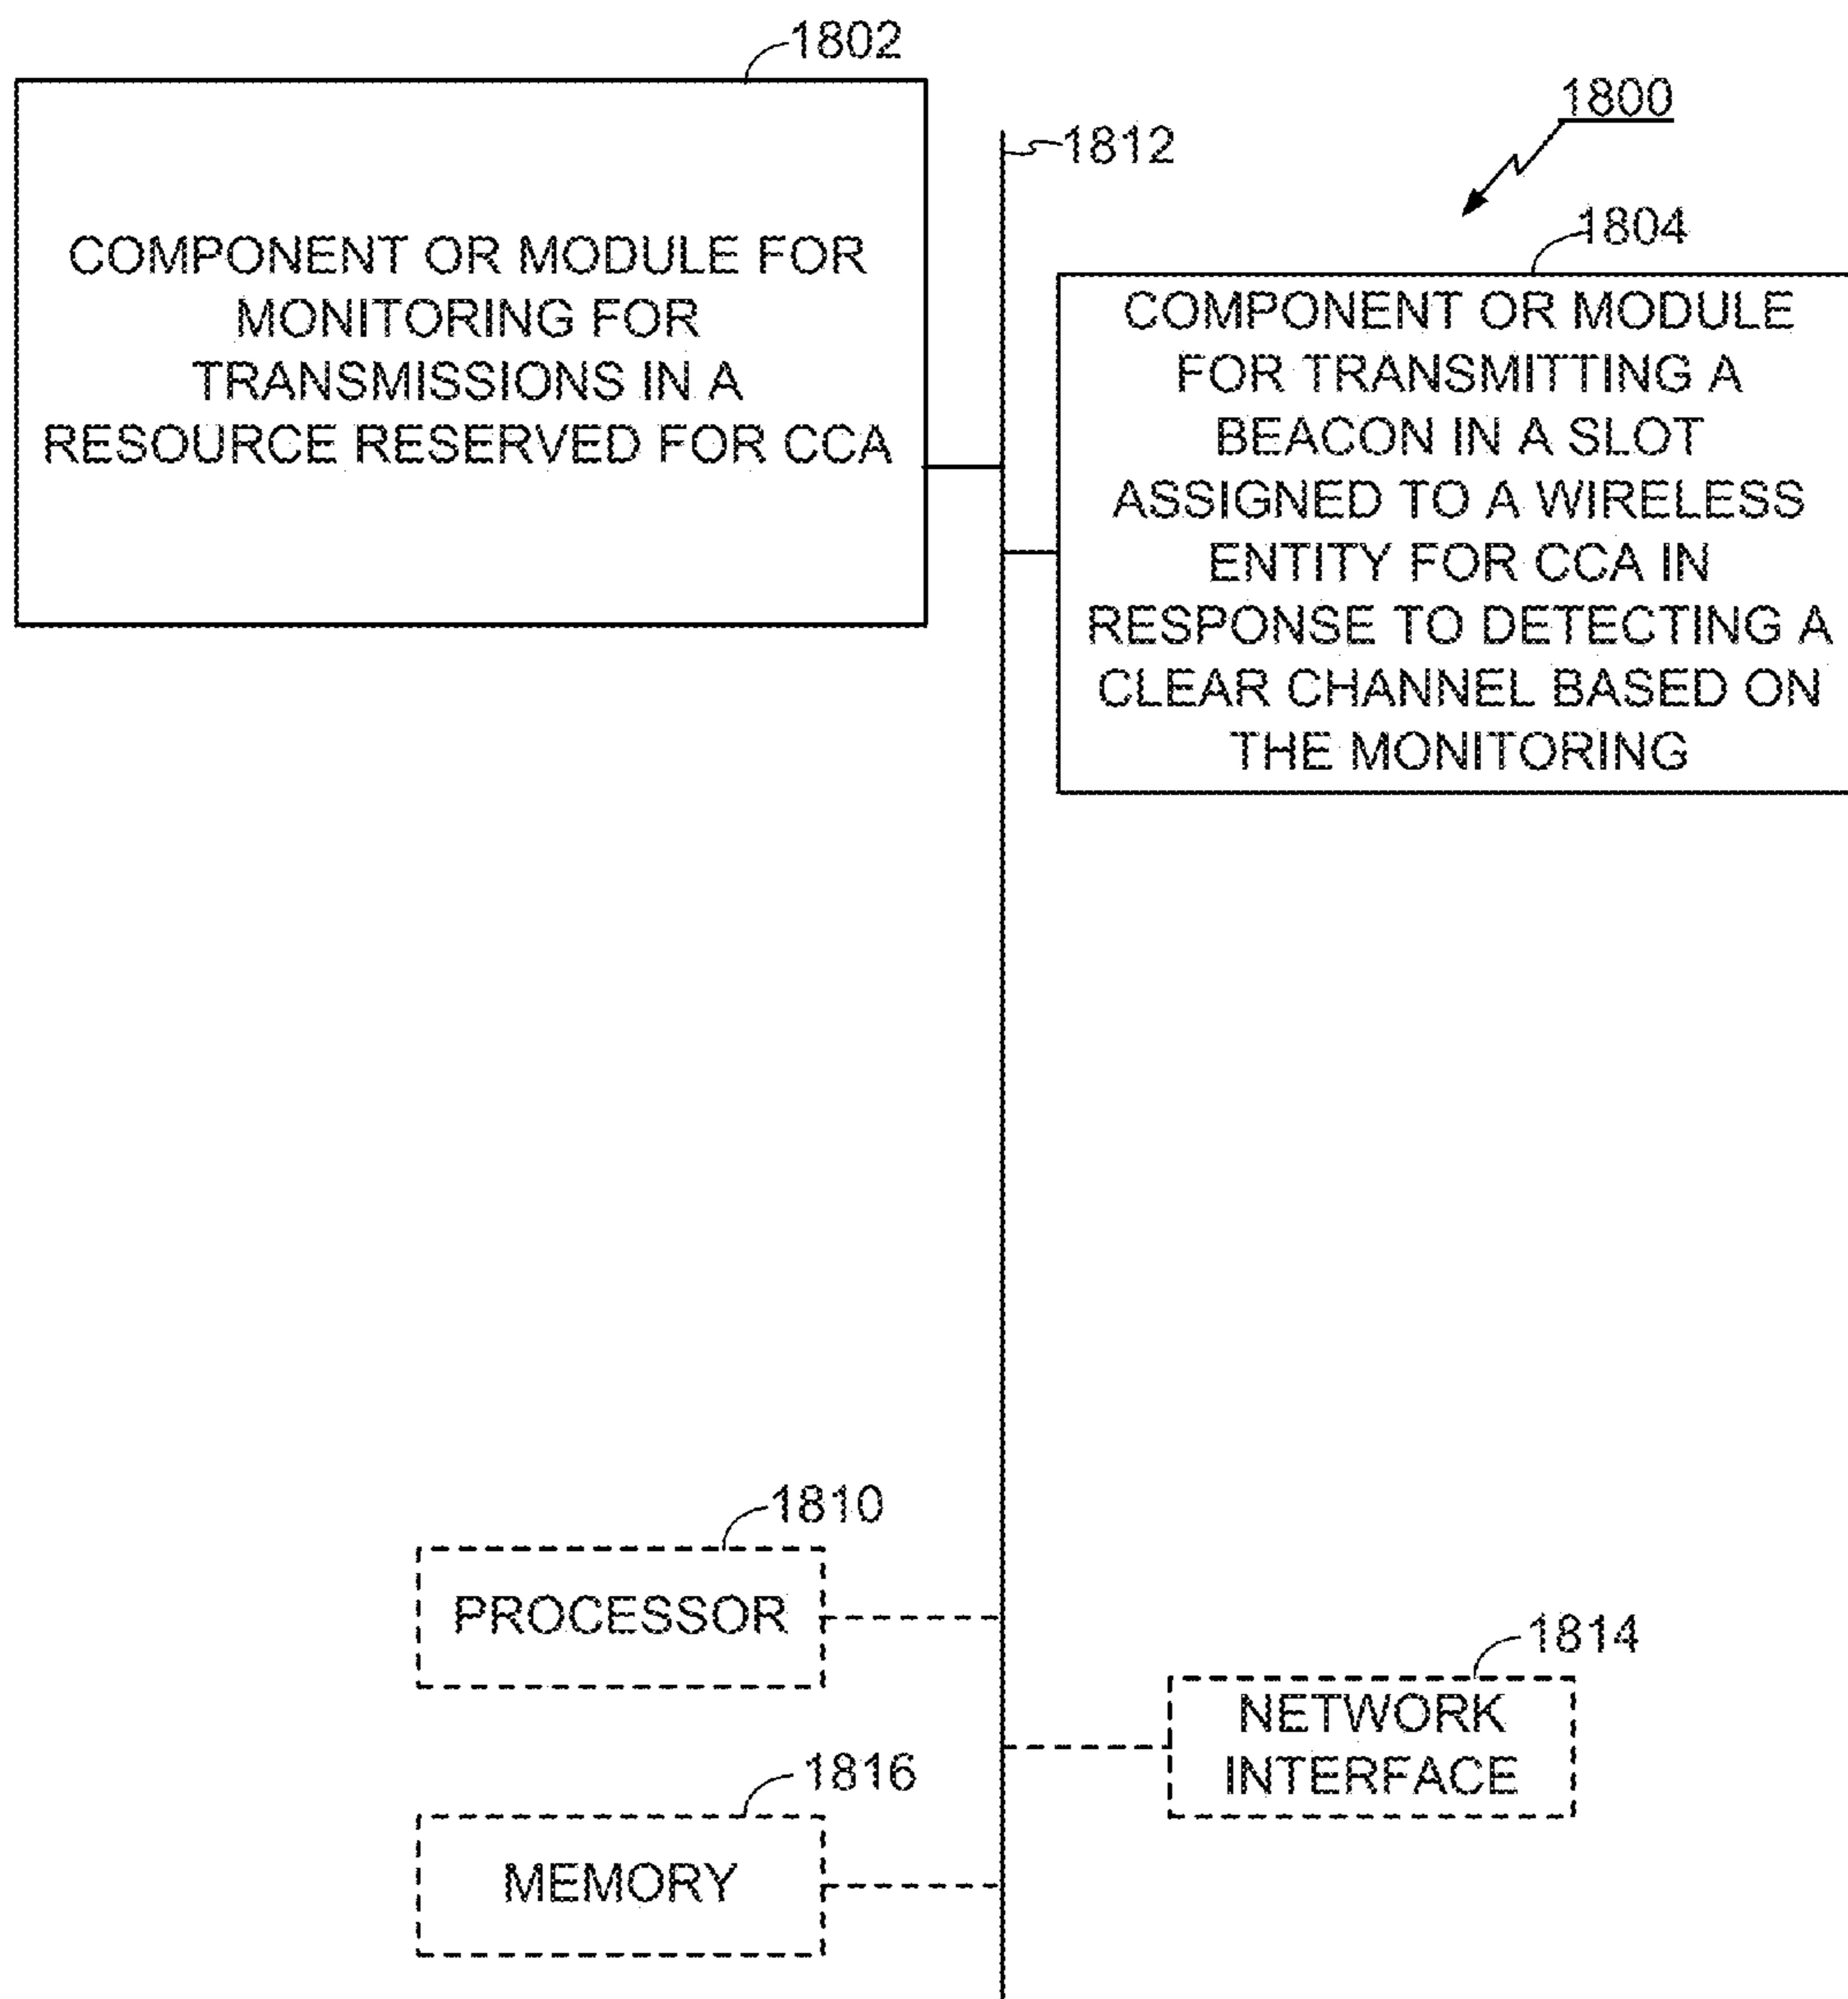 1802
1800
1812
COMPONENT OR MODULE FOR
MONITORING FOR
TRANSMISSIONS IN A
RESOURCE RESERVED FOR CCA
1804
COMPONENT OR MODULE
FOR TRANSMITTING A
BEACON IN A SLOT
ASSIGNED TO A WIRELESS
ENTITY FOR CCA IN
RESPONSE TO DETECTING A
CLEAR CHANNEL BASED ON
THE MONITORING
1810
PROCESSOR
1814
NETWORK
INTERFACE
1816
MEMORY